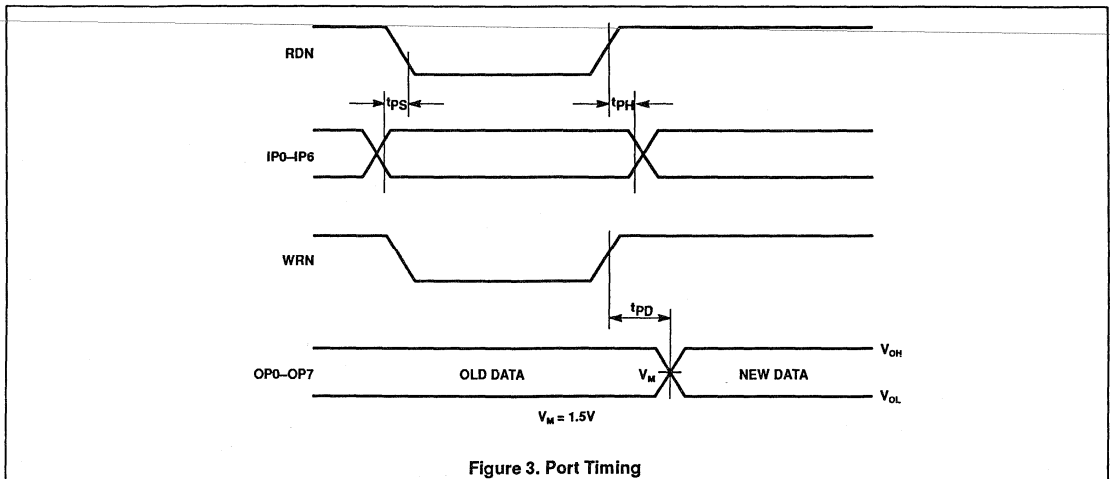 RDN
tPS
tPH
IP0–IP6
WRN
tPD
OP0–OP7
OLD DATA
VM
NEW DATA
VOH
VOL
VM = 1.5V
Figure 3. Port Timing